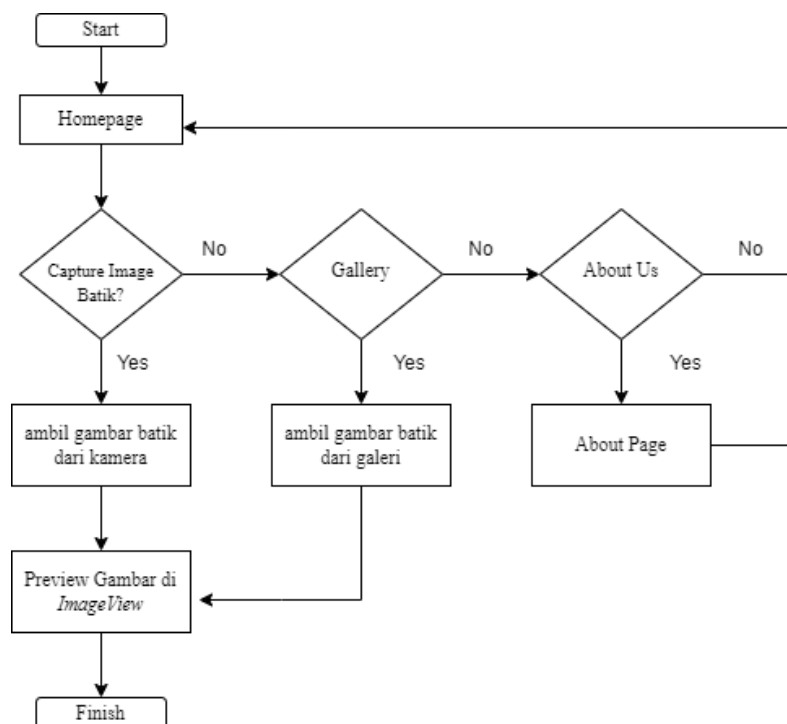 Start
Homepage
Capture Image
Batik?
No
Gallery
No
About Us
No
Yes
Yes
Yes
ambil gambar batik
dari kamera
ambil gambar batik
dari galeri
About Page
Preview Gambar di
ImageView
Finish